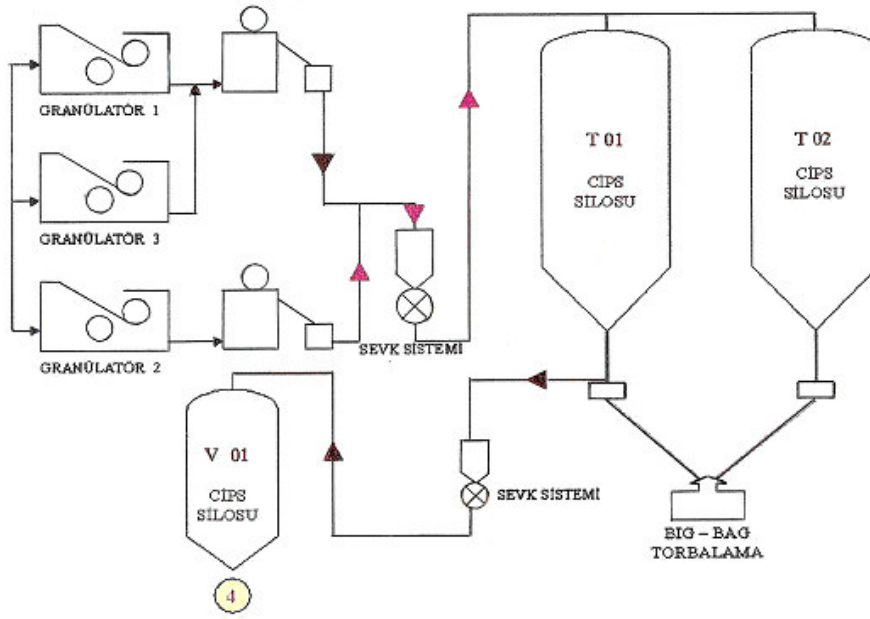 GRANÜLATÖR 1
GRANÜLATÖR 3
GRANÜLATÖR 2
SEVK SİSTEMİ
T 01
CİPS
SİLOSU
T 02
CİPS
SİLOSU
V 01
CİPS
SİLOSU
4
SEVK SİSTEMİ
BIG – BAG
TORBALAMA